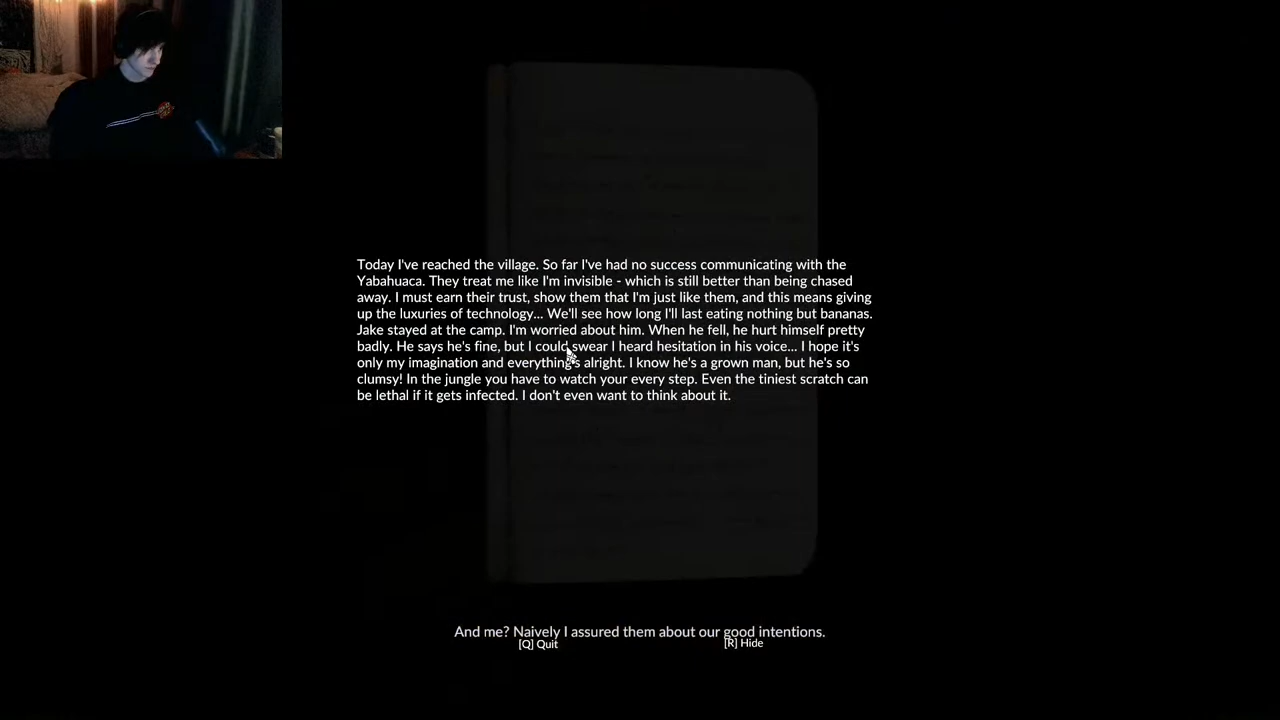 Today I've reached the village. So far I've had no success communicating with the
Yabahuaca. They treat me like I'm invisible - which is still better than being chased
away. I must earn their trust, show them that I'm just like them, and this means giving
up the luxuries of technology... We'll see how long I'll last eating nothing but bananas.
Jake stayed at the camp. I'm worried about him. When he fell, he hurt himself pretty
badly. He says he's fine, but I could swear I heard hesitation in his voice... I hope it's
only my imagination and everything's alright. I know he's a grown man, but he's so
clumsy! In the jungle you have to watch your every step. Even the tiniest scratch can
be lethal if it gets infected. I don't even want to think about it.
And me? Naively I assured them about our good intentions.
[Q] Quit [R] Hide